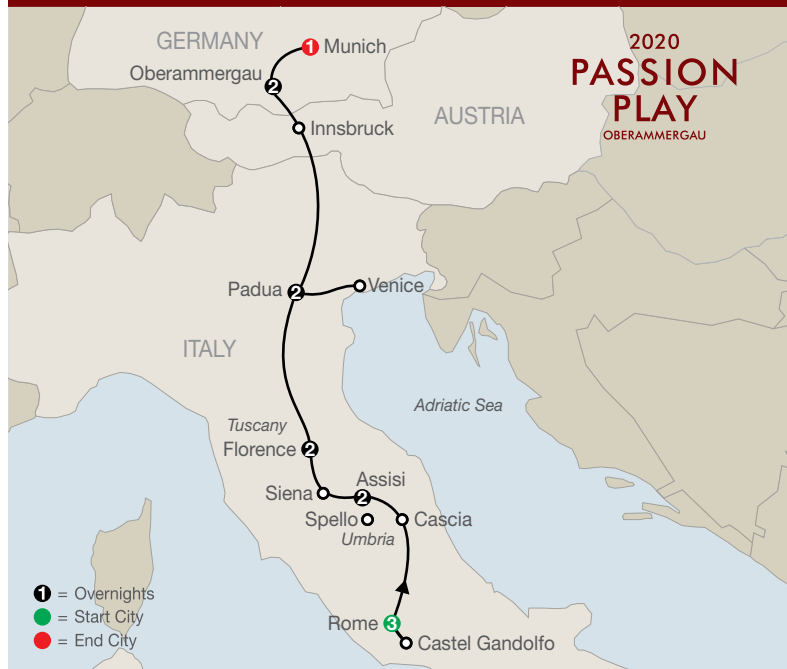 2020
PASSION
PLAY
OBERAMMERGAU
GERMANY
1 Munich
Oberammergau 2
Innsbruck
AUSTRIA
Padua 2
Venice
ITALY
Adriatic Sea
Tuscany
Florence 2
Assisi
2
Siena
Spello
Cascia
Umbria
Rome 3
Castel Gandolfo
1 = Overnights
= Start City
= End City